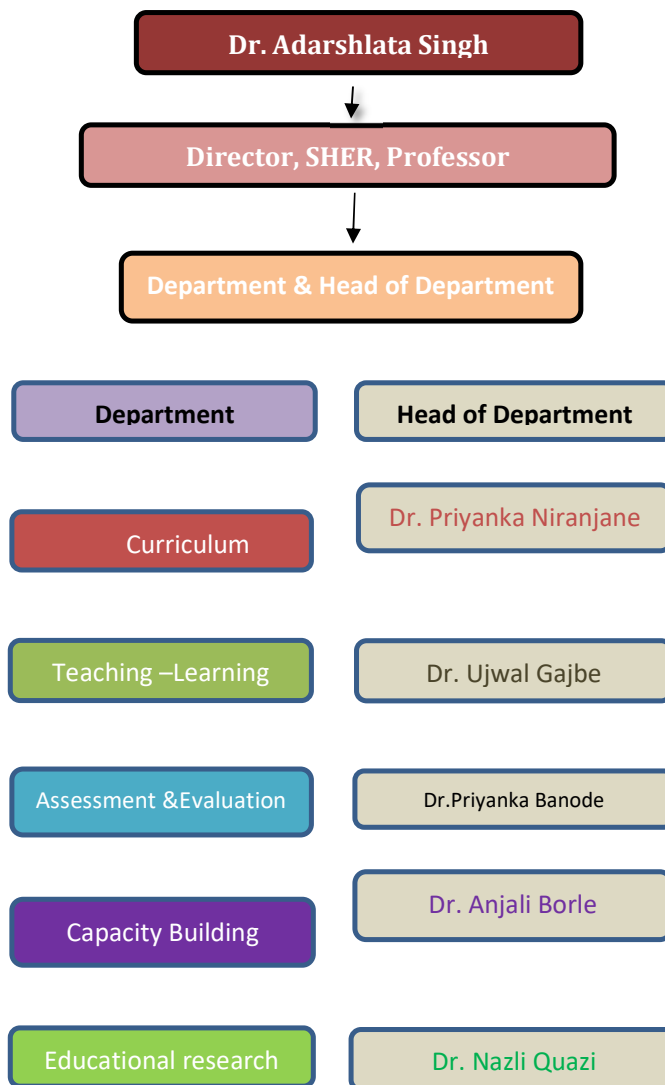 Dr. Adarshlata Singh
Director, SHER, Professor
Department & Head of Department
Department
Head of Department
Curriculum
Dr. Priyanka Niranjane
Teaching –Learning
Dr. Ujwal Gajbe
Assessment &Evaluation
Dr.Priyanka Banode
Capacity Building
Dr. Anjali Borle
Educational research
Dr. Nazli Quazi